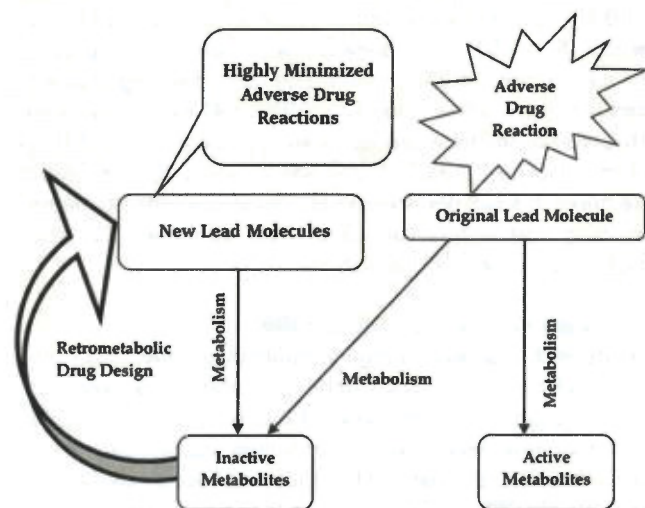 Highly Minimized
Adverse Drug
Reactions
Adverse
Drug
Reaction
New Lead Molecules
Original Lead Molecule
Metabolism
Retrometabolic
Drug Design
Metabolism
Metabolism
Inactive
Metabolites
Active
Metabolites